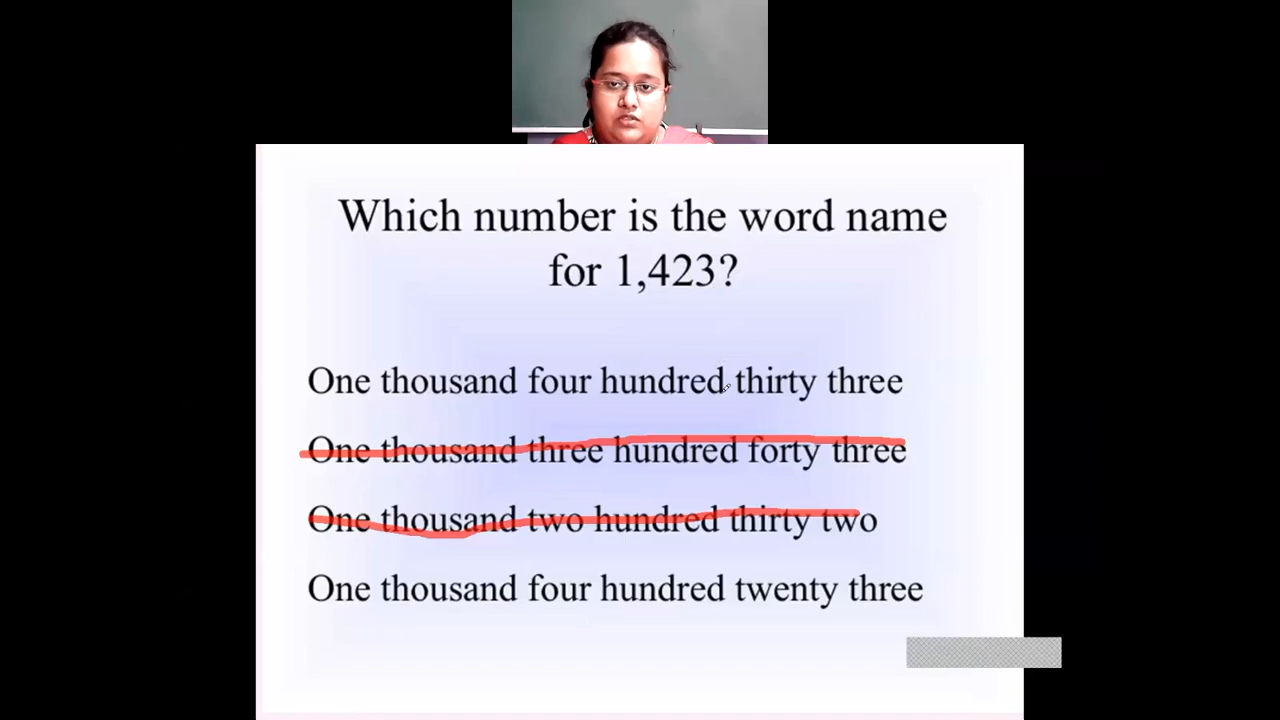 Which number is the word name
for 1,423?
One thousand four hundred thirty three
One thousand three hundred forty three
One thousand two hundred thirty two
One thousand four hundred twenty three